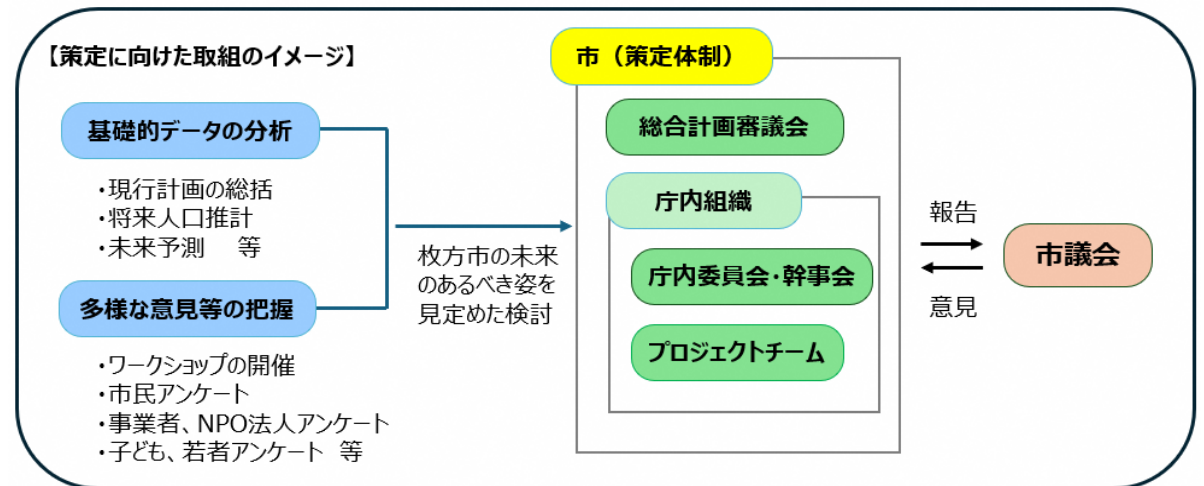 【策定に向けた取組のイメージ】
基礎的データの分析
・現行計画の総括
・将来人口推計
・未来予測　等
多様な意見等の把握
・ワークショップの開催
・市民アンケート
・事業者、NPO法人アンケート
・子ども、若者アンケート　等
枚方市の未来
のあるべき姿を
見定めた検討
市（策定体制）
総合計画審議会
庁内組織
庁内委員会・幹事会
プロジェクトチーム
報告
意見
市議会